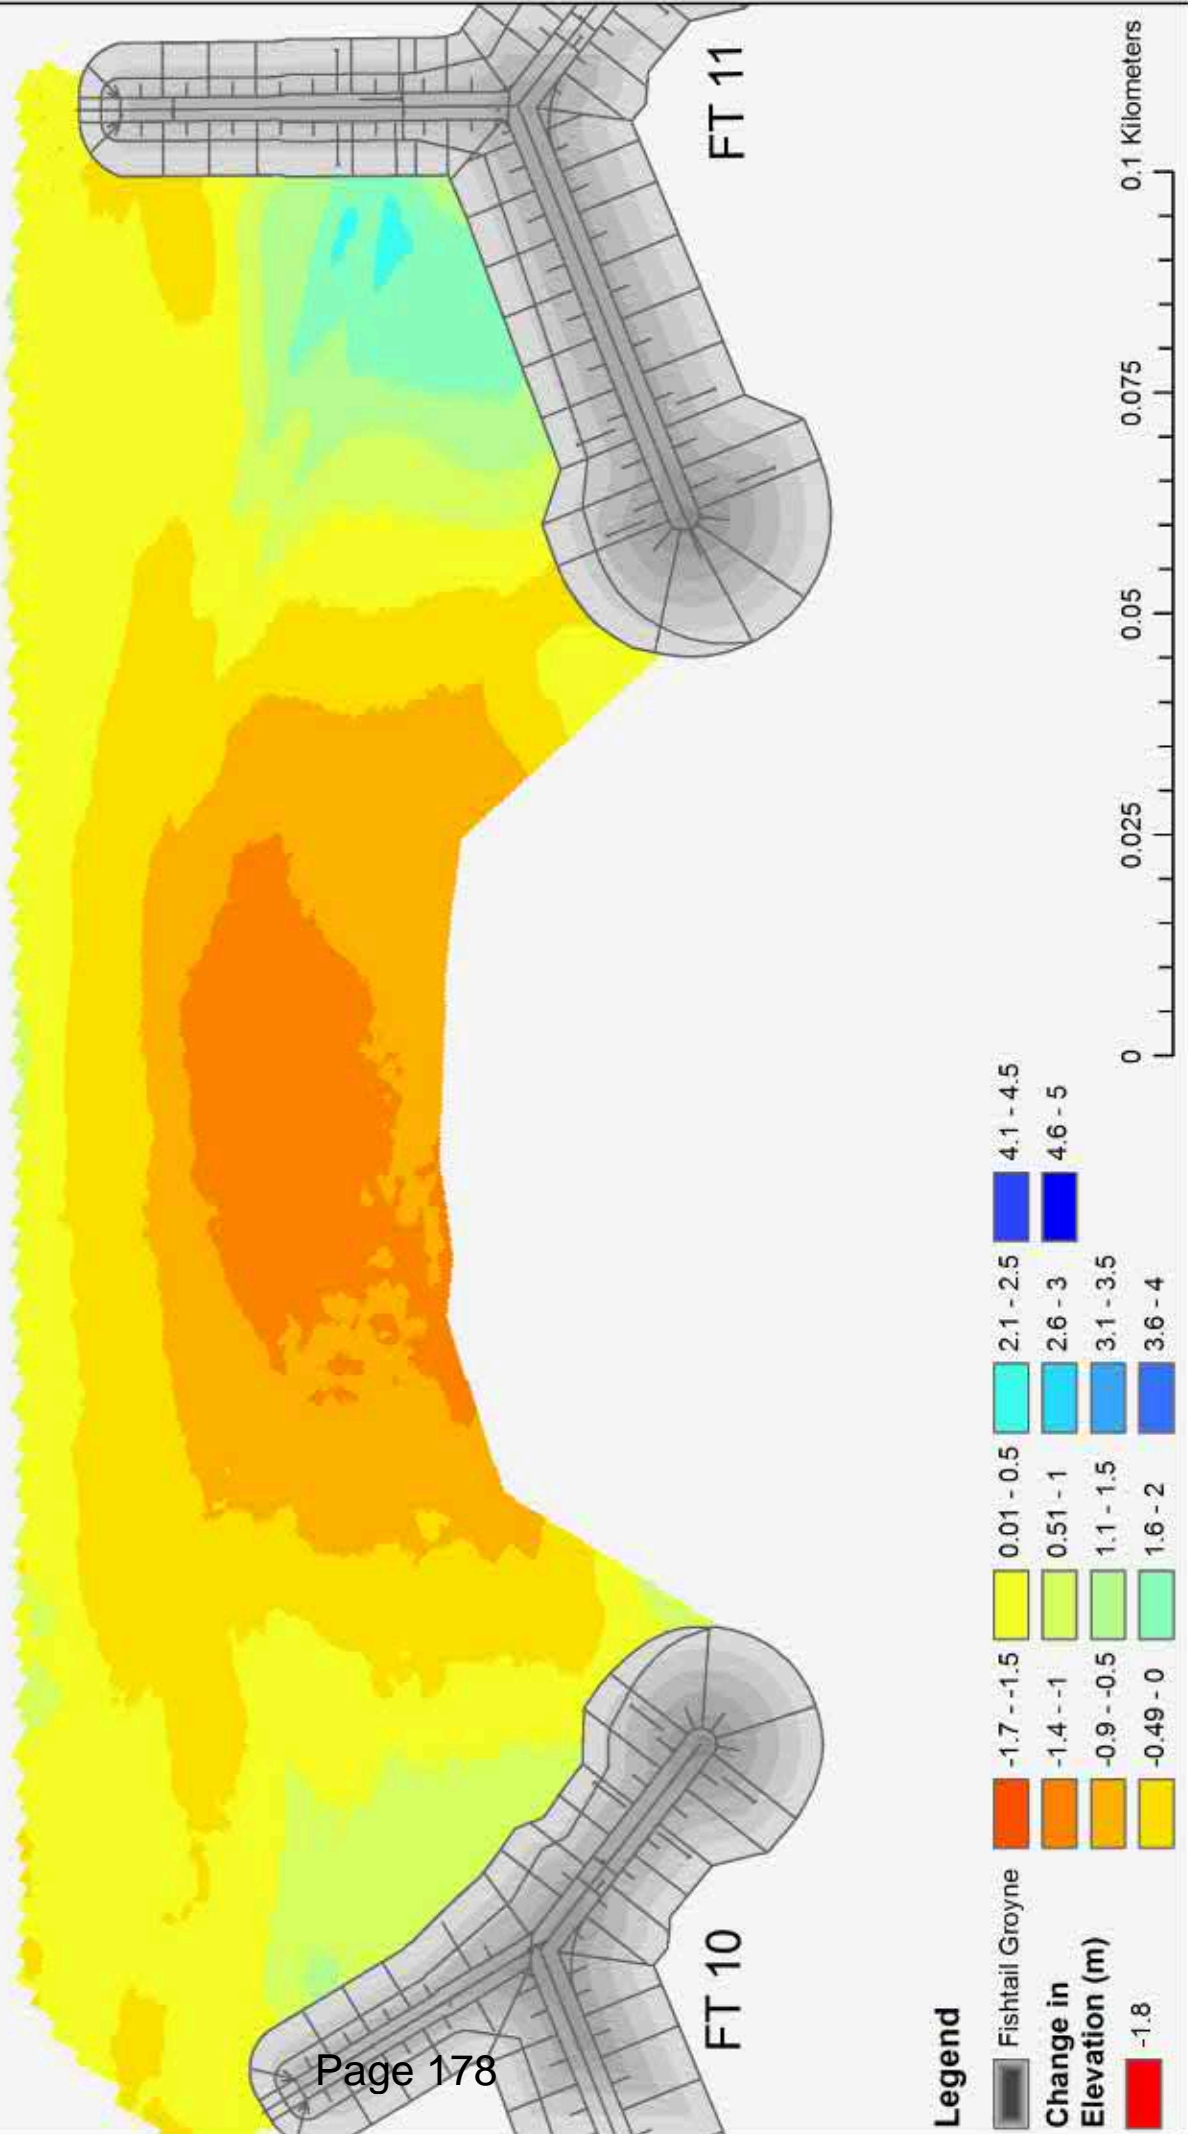 FT 10
FT 11
Page 178
Legend
Fishtail Groyne
Change in
Elevation (m)
-1.8
-1.7 - -1.5
-1.4 - -1
-0.9 - -0.5
-0.49 - 0
0.01 - 0.5
0.51 - 1
1.1 - 1.5
1.6 - 2
2.1 - 2.5
2.6 - 3
3.1 - 3.5
3.6 - 4
4.1 - 4.5
4.6 - 5
0 0.025 0.05 0.075 0.1 Kilometers